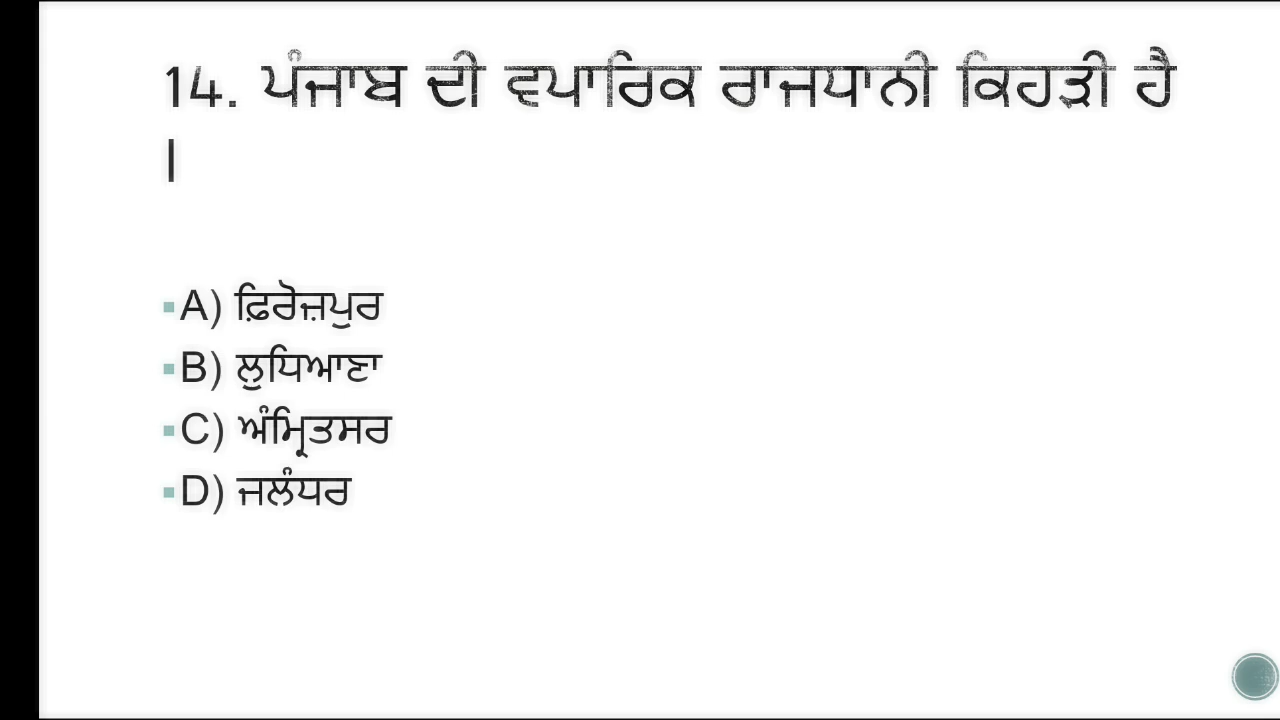 14. ਪੰਜਾਬ ਦੀ ਵਪਾਰਿਕ ਰਾਜਧਾਨੀ ਕਿਹੜੀ ਹੈ
।
▪A) ਫ਼ਿਰੋਜ਼ਪੁਰ
▪B) ਲੁਧਿਆਣਾ
▪C) ਅੰਮ੍ਰਿਤਸਰ
▪D) ਜਲੰਧਰ